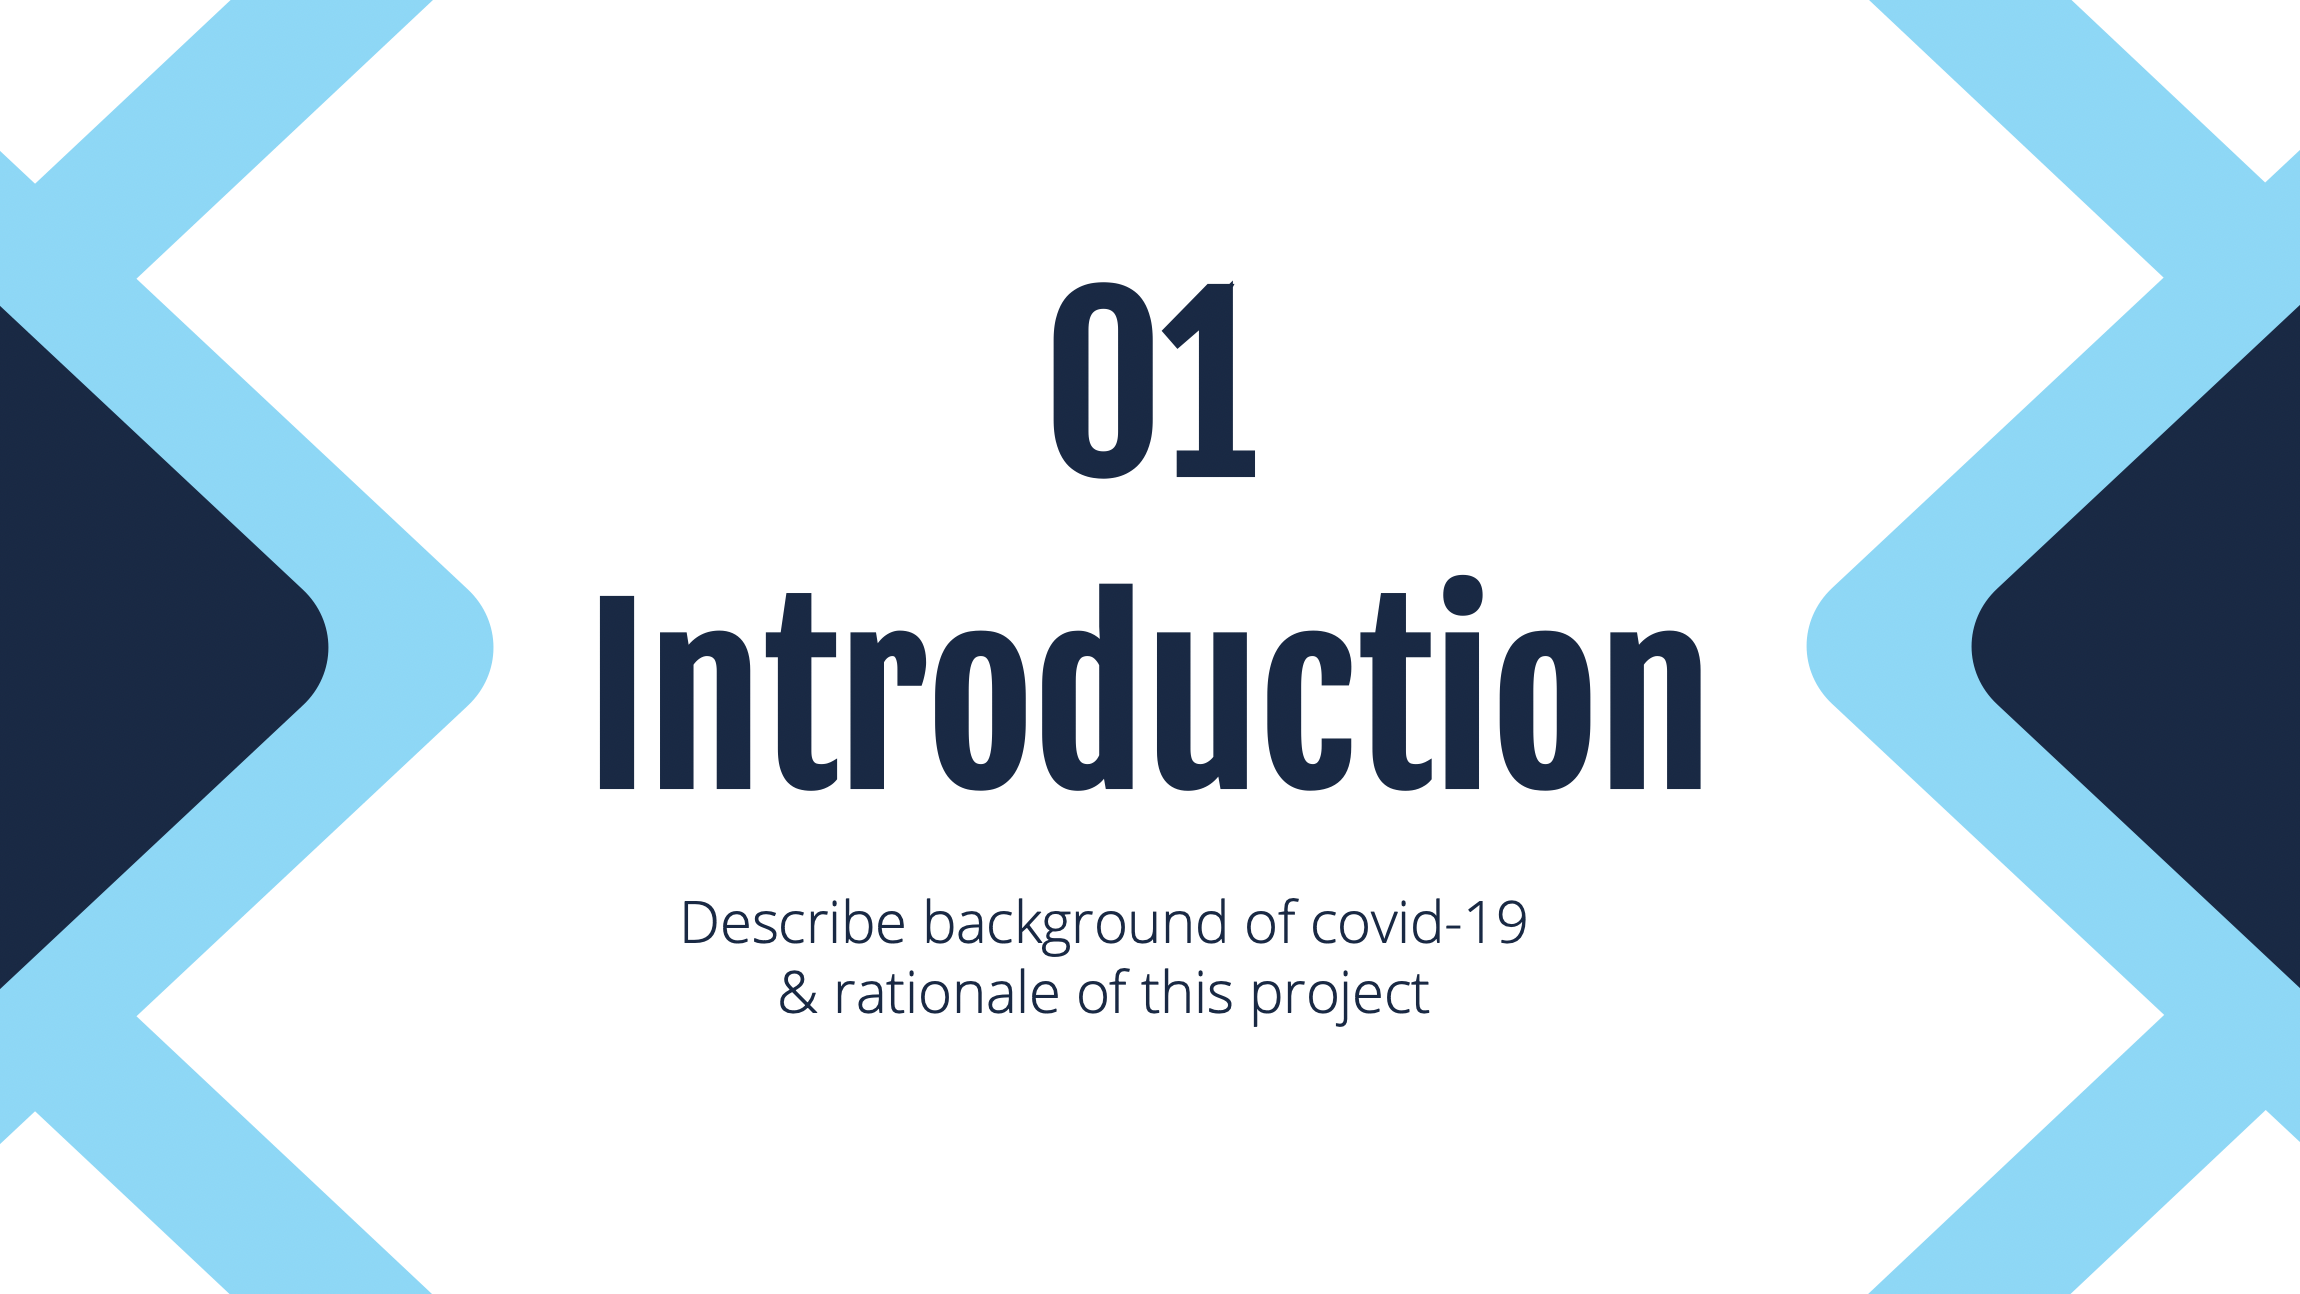 01
Introduction
Describe background of covid-19
& rationale of this project